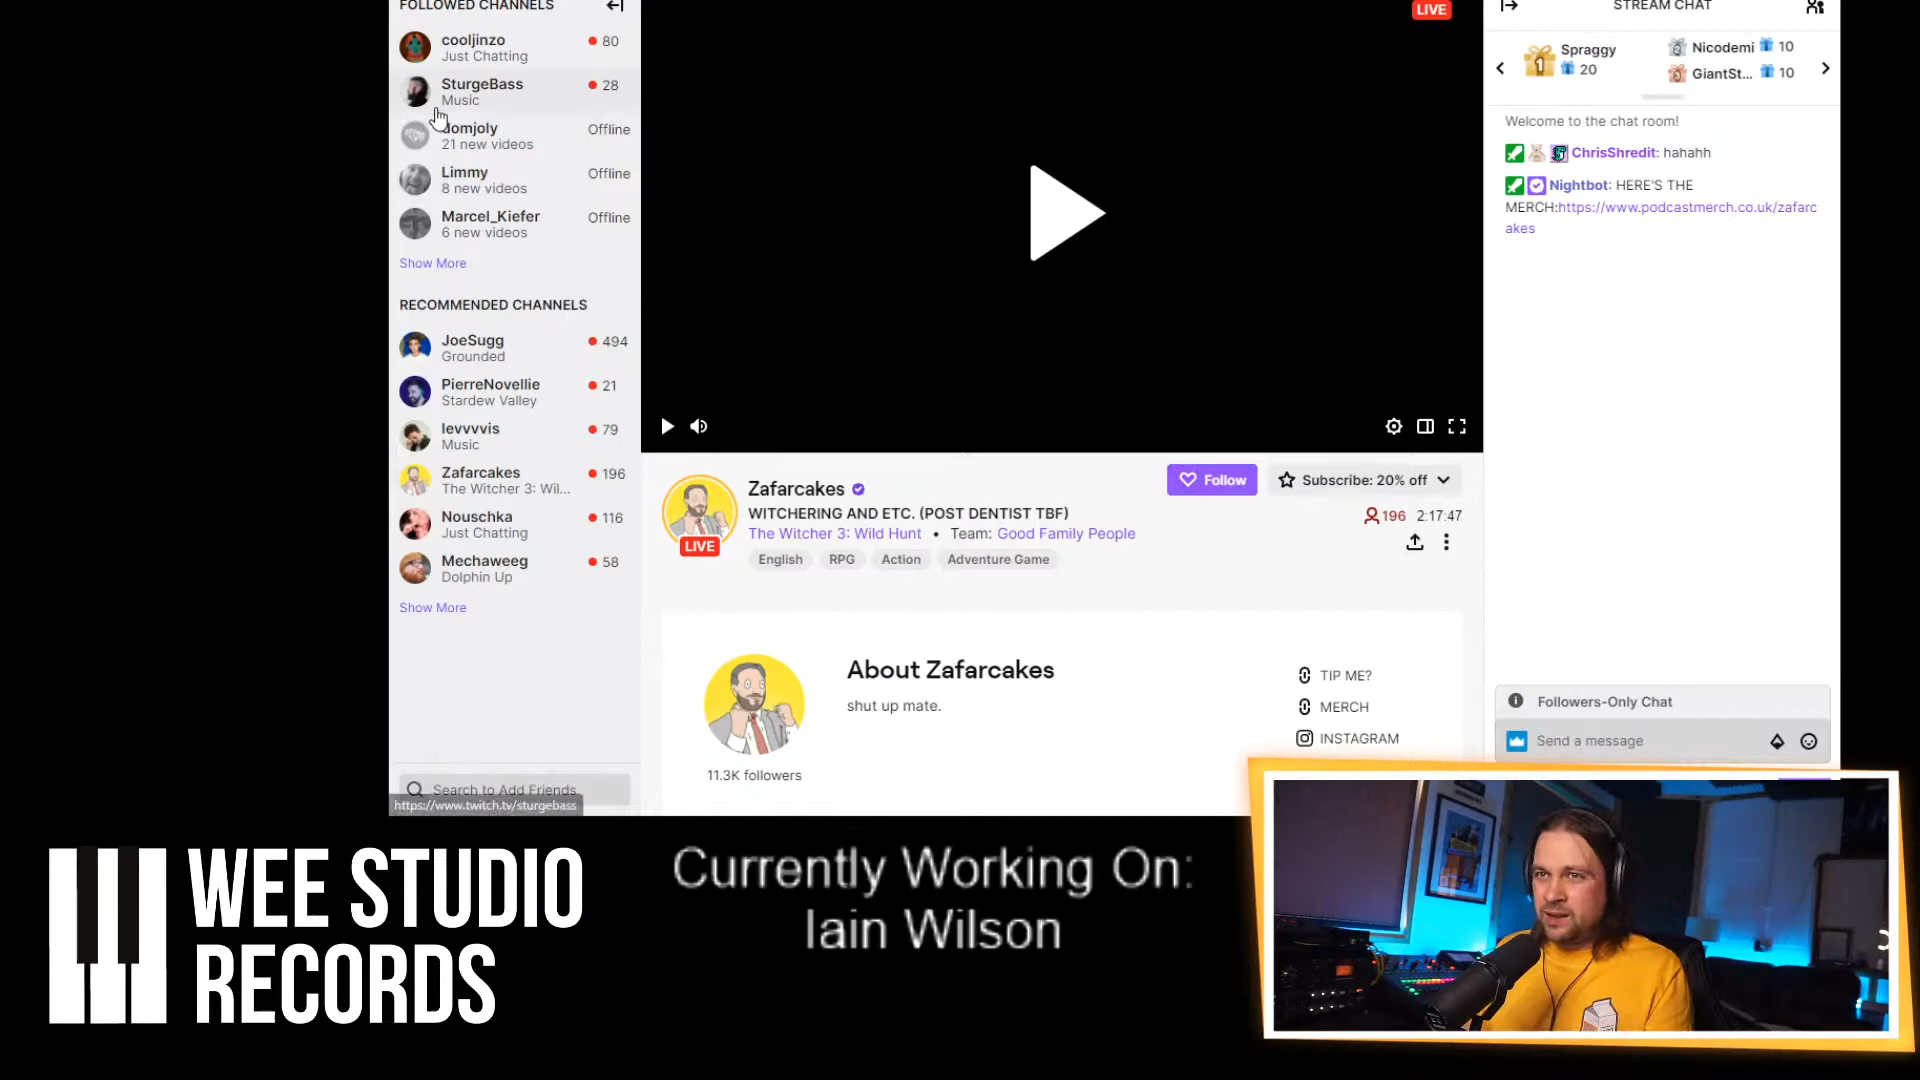 FOLLOWED CHANNELS
cooljinzo
80
Just Chatting
SturgeBass
28
Music
domjoly
Offline
21 new videos
Limmy
Offline
8 new videos
Marcel_Kiefer
Offline
6 new videos
Show More
RECOMMENDED CHANNELS
JoeSugg
494
Grounded
PierreNovellie
21
Stardew Valley
levvvvis
79
Music
Zafarcakes
196
The Witcher 3: Wil...
Nouschka
116
Just Chatting
Mechaweeg
58
Dolphin Up
Show More
Search to Add Friends
https://www.twitch.tv/sturgebass
LIVE
Zafarcakes
WITCHERING AND ETC. (POST DENTIST TBF)
The Witcher 3: Wild Hunt • Team: Good Family People
English RPG Action Adventure Game
LIVE
Follow
Subscribe: 20% off
196 2:17:47
About Zafarcakes
shut up mate.
11.3K followers
TIP ME?
MERCH
INSTAGRAM
STREAM CHAT
1
Spraggy
20
Nicodemi 10
GiantSt... 10
Welcome to the chat room!
ChrisShredit: hahahh
Nightbot: HERE'S THE
MERCH:https://www.podcastmerch.co.uk/zafarc
akes
Followers-Only Chat
Send a message
WEE STUDIO
RECORDS
Currently Working On:
Iain Wilson